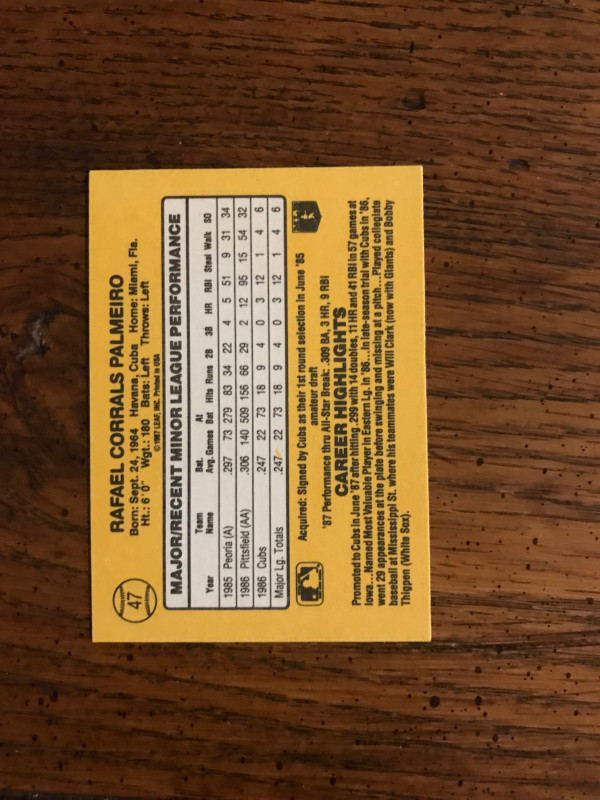 47
RAFAEL CORRALS PALMEIRO
Born: Sept. 24, 1964 Havana, Cuba Home: Miami, Fla.
Ht.: 6'0" Wgt.: 180 Bats: Left Throws: Left
©1987 LEAF, INC. Printed in USA
MAJOR/RECENT MINOR LEAGUE PERFORMANCE
Team Bat. At
Year Name Avg. Games Bat Hits Runs 2B 3B HR RBI Steal Walk SO
1985 Peoria (A) .297 73 279 83 34 22 4 5 51 9 31 34
1986 Pittsfield (AA) .306 140 509 156 66 29 2 12 95 15 54 32
1986 Cubs .247 22 73 18 9 4 0 3 12 1 4 6
Major Lg. Totals .247 22 73 18 9 4 0 3 12 1 4 6
Acquired: Signed by Cubs as their 1st round selection in June '85
amateur draft
'87 Performance thru All-Star Break: .309 BA, 3 HR, 9 RBI
CAREER HIGHLIGHTS
Promoted to Cubs in June '87 after hitting .299 with 14 doubles, 11 HR and 41 RBI in 57 games at
Iowa...Named Most Valuable Player in Eastern Lg. in '86...In late-season trial with Cubs in '86,
went 29 appearances at the plate before swinging and missing at a pitch...Played collegiate
baseball at Mississippi St. where his teammates were Will Clark (now with Giants) and Bobby
Thigpen (White Sox).